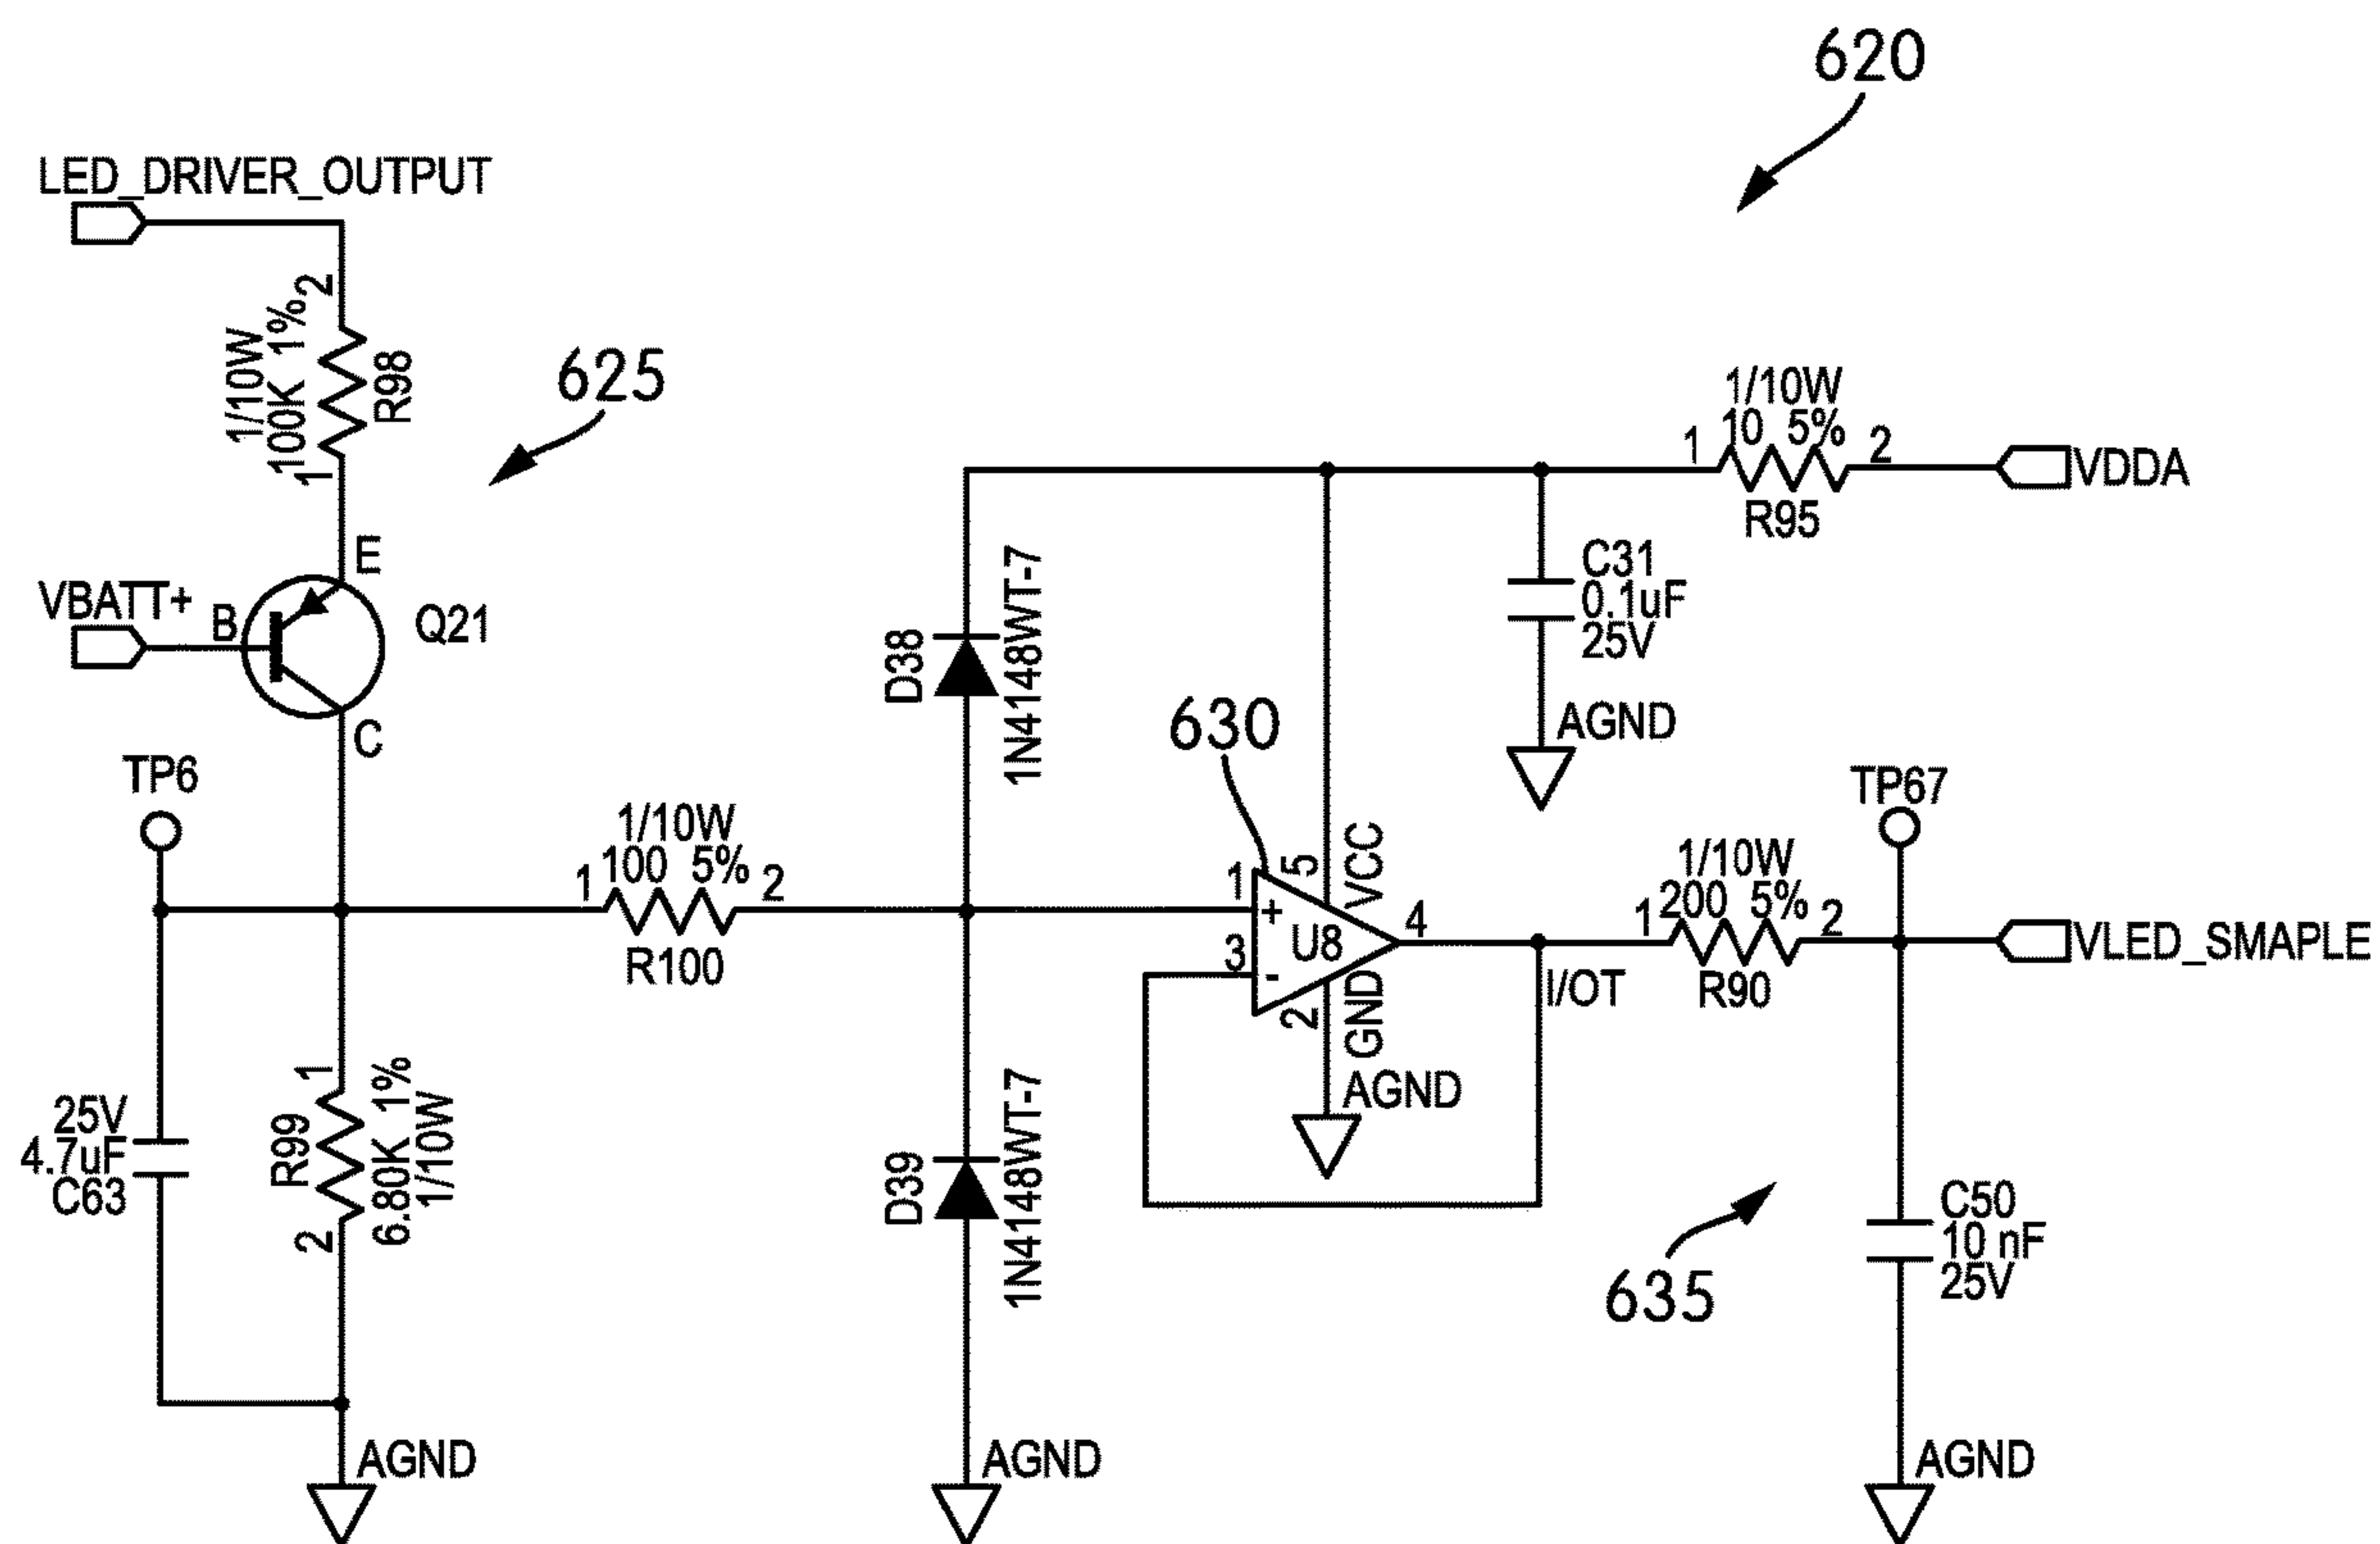 620
LED_DRIVER_OUTPUT
2
1/10W
100K 1%
R98
1
625
VBATT+
B
E
Q21
C
TP6
1/10W
1 100 5% 2
R100
25V
4.7uF
C63
1
R99
6.80K 1%
1/10W
2
AGND
D38
1N4148WT-7
D39
1N4148WT-7
AGND
1/10W
1 10 5% 2
R95
VDDA
C31
0.1uF
25V
AGND
630
1
+
5
VCC
U8
4
3
-
2
GND
AGND
I/OT
1/10W
1 200 5% 2
R90
TP67
VLED_SMAPLE
635
C50
10 nF
25V
AGND